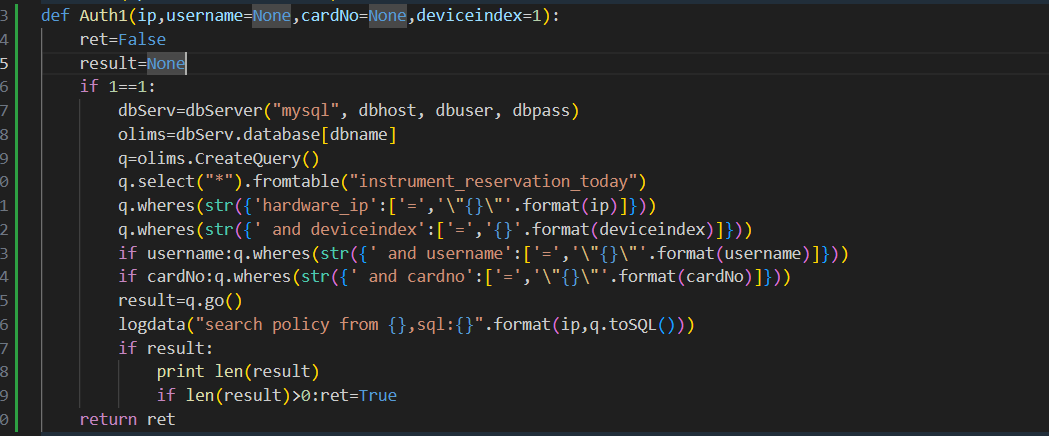 3 def Auth1(ip,username=None,cardNo=None,deviceindex=1):
4 ret=False
5 result=None
6 if 1==1:
7 dbServ=dbServer("mysql", dbhost, dbuser, dbpass)
8 olims=dbServ.database[dbname]
9 q=olims.CreateQuery()
0 q.select("*").fromtable("instrument_reservation_today")
1 q.wheres(str({'hardware_ip':['=','\"{}\"'.format(ip)]}))
2 q.wheres(str({' and deviceindex':['=','{}'.format(deviceindex)]}))
3 if username:q.wheres(str({' and username':['=','\"{}\"'.format(username)]}))
4 if cardNo:q.wheres(str({' and cardno':['=','\"{}\"'.format(cardNo)]}))
5 result=q.go()
6 logdata("search policy from {},sql:{}".format(ip,q.toSQL()))
7 if result:
8 print len(result)
9 if len(result)>0:ret=True
0 return ret